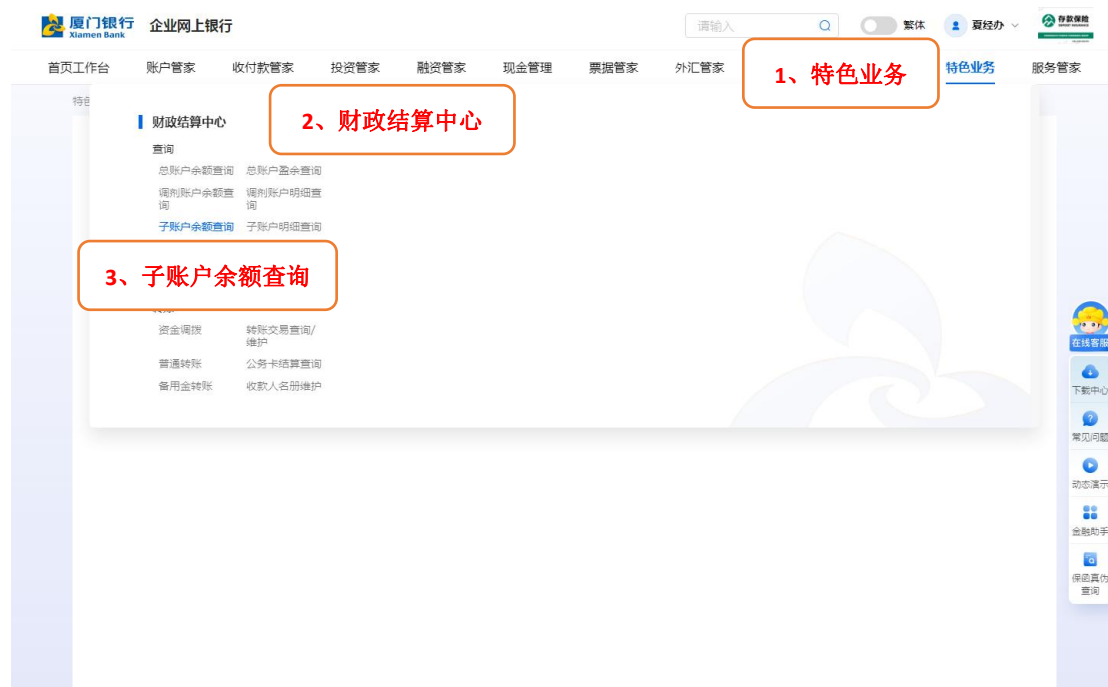 厦门银行
Xiamen Bank
企业网上银行
请输入
繁体
夏经办
存款保险
首页工作台
账户管家
收付款管家
投资管家
融资管家
现金管理
票据管家
外汇管家
1、特色业务
特色业务
服务管家
特色
财政结算中心
2、财政结算中心
查询
总账户余额查询 总账户盈余查询
调剂账户余额查 调剂账户明细查
询 询
子账户余额查询 子账户明细查询
3、子账户余额查询
资金调拨 转账交易查询/
维护
普通转账 公务卡结算查询
备用金转账 收款人名册维护
在线客服
下载中心
常见问题
动态演示
金融助手
保函真伪
查询